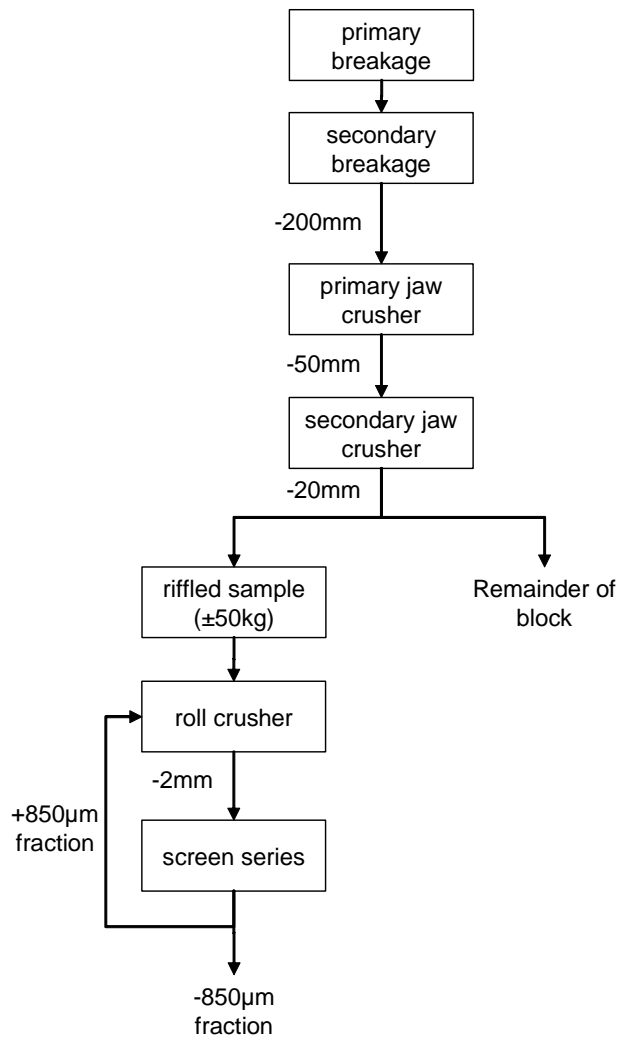 primary
breakage
secondary
breakage
-200mm
primary jaw
crusher
-50mm
secondary jaw
crusher
-20mm
riffled sample
(±50kg)
Remainder of
block
roll crusher
-2mm
+850µm
fraction
screen series
-850µm
fraction